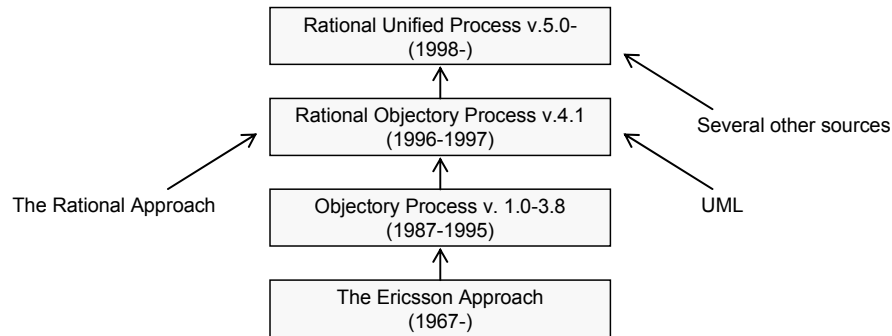 Rational Unified Process v.5.0-
(1998-)
Rational Objectory Process v.4.1
(1996-1997)
Several other sources
The Rational Approach
Objectory Process v. 1.0-3.8
(1987-1995)
UML
The Ericsson Approach
(1967-)